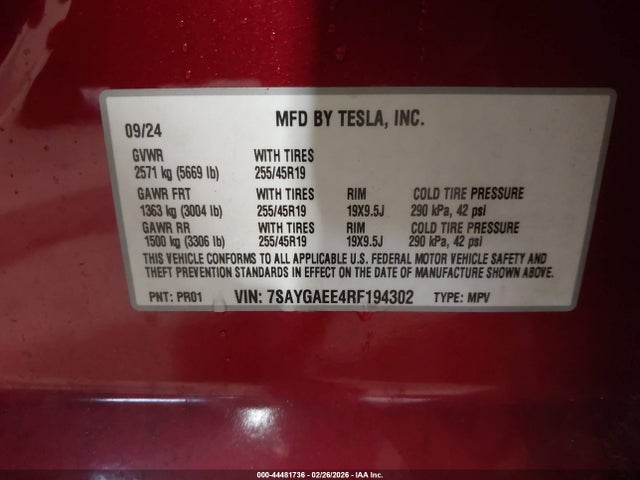 MFD BY TESLA, INC.
09/24
GVWR WITH TIRES
2571 kg (5669 lb) 255/45R19
GAWR FRT WITH TIRES RIM COLD TIRE PRESSURE
1363 kg (3004 lb) 255/45R19 19X9.5J 290 kPa, 42 psi
GAWR RR WITH TIRES RIM COLD TIRE PRESSURE
1500 kg (3306 lb) 255/45R19 19X9.5J 290 kPa, 42 psi
THIS VEHICLE CONFORMS TO ALL APPLICABLE U.S. FEDERAL MOTOR VEHICLE SAFETY AND
THEFT PREVENTION STANDARDS IN EFFECT ON THE DATE OF MANUFACTURE SHOWN ABOVE.
PNT: PR01 VIN: 7SAYGAEE4RF194302 TYPE: MPV
000-44481736 - 02/26/2026 - IAA Inc.